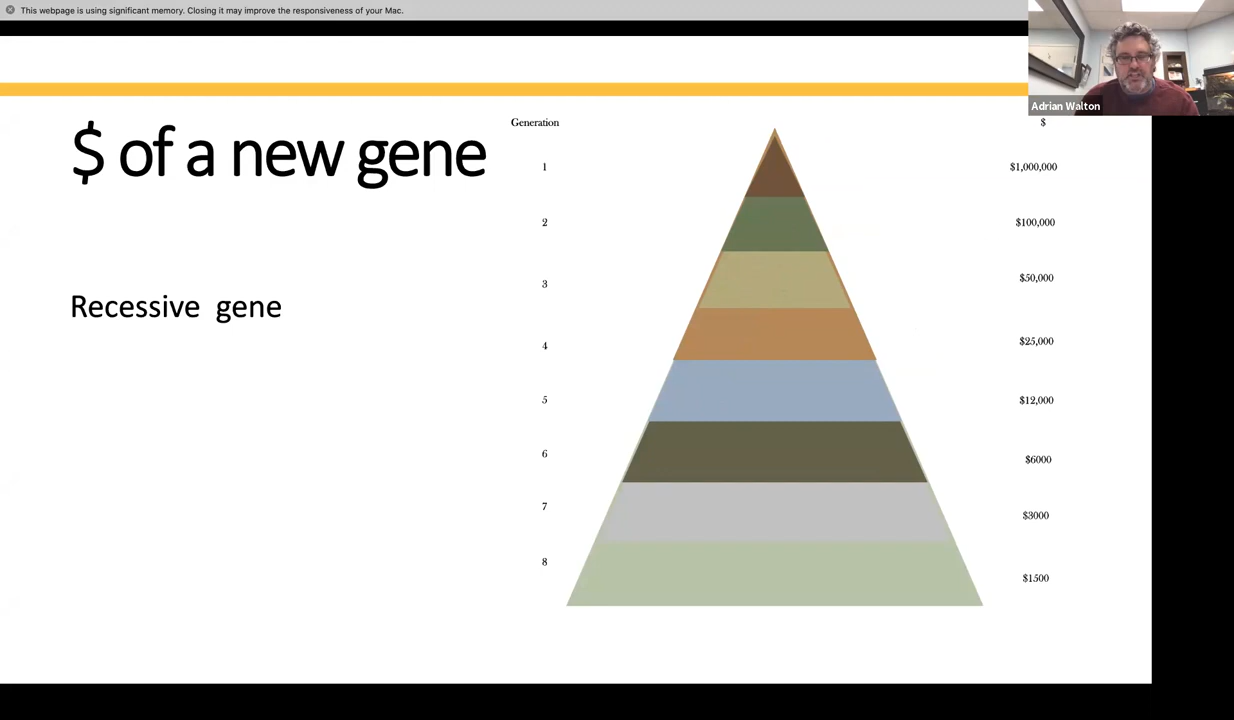 This webpage is using significant memory. Closing it may improve the responsiveness of your Mac.
Adrian Walton
$ of a new gene
Recessive gene
Generation $
1 $1,000,000
2 $100,000
3 $50,000
4 $25,000
5 $12,000
6 $6000
7 $3000
8 $1500